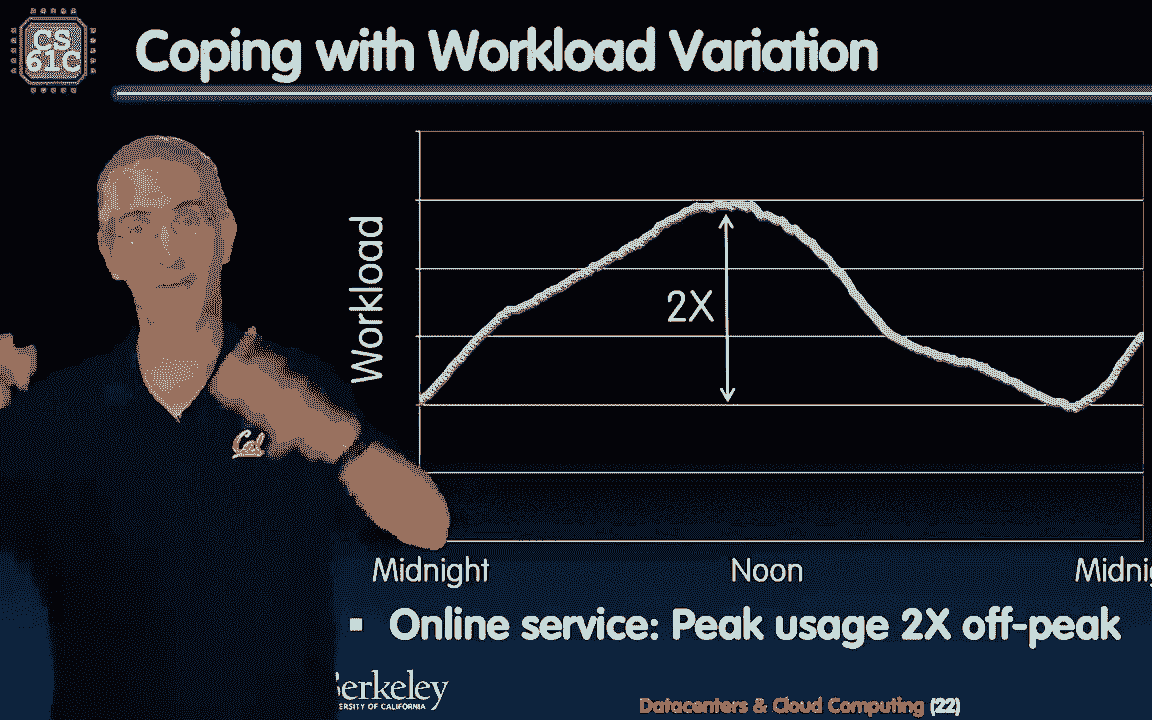 CS
61C
Coping with Workload Variation
Workload
2X
Cal
Midnight
Noon
Midnig
▪ Online service: Peak usage 2X off-peak
Berkeley
ERSITY OF CALIFORNIA
Datacenters & Cloud Computing (22)